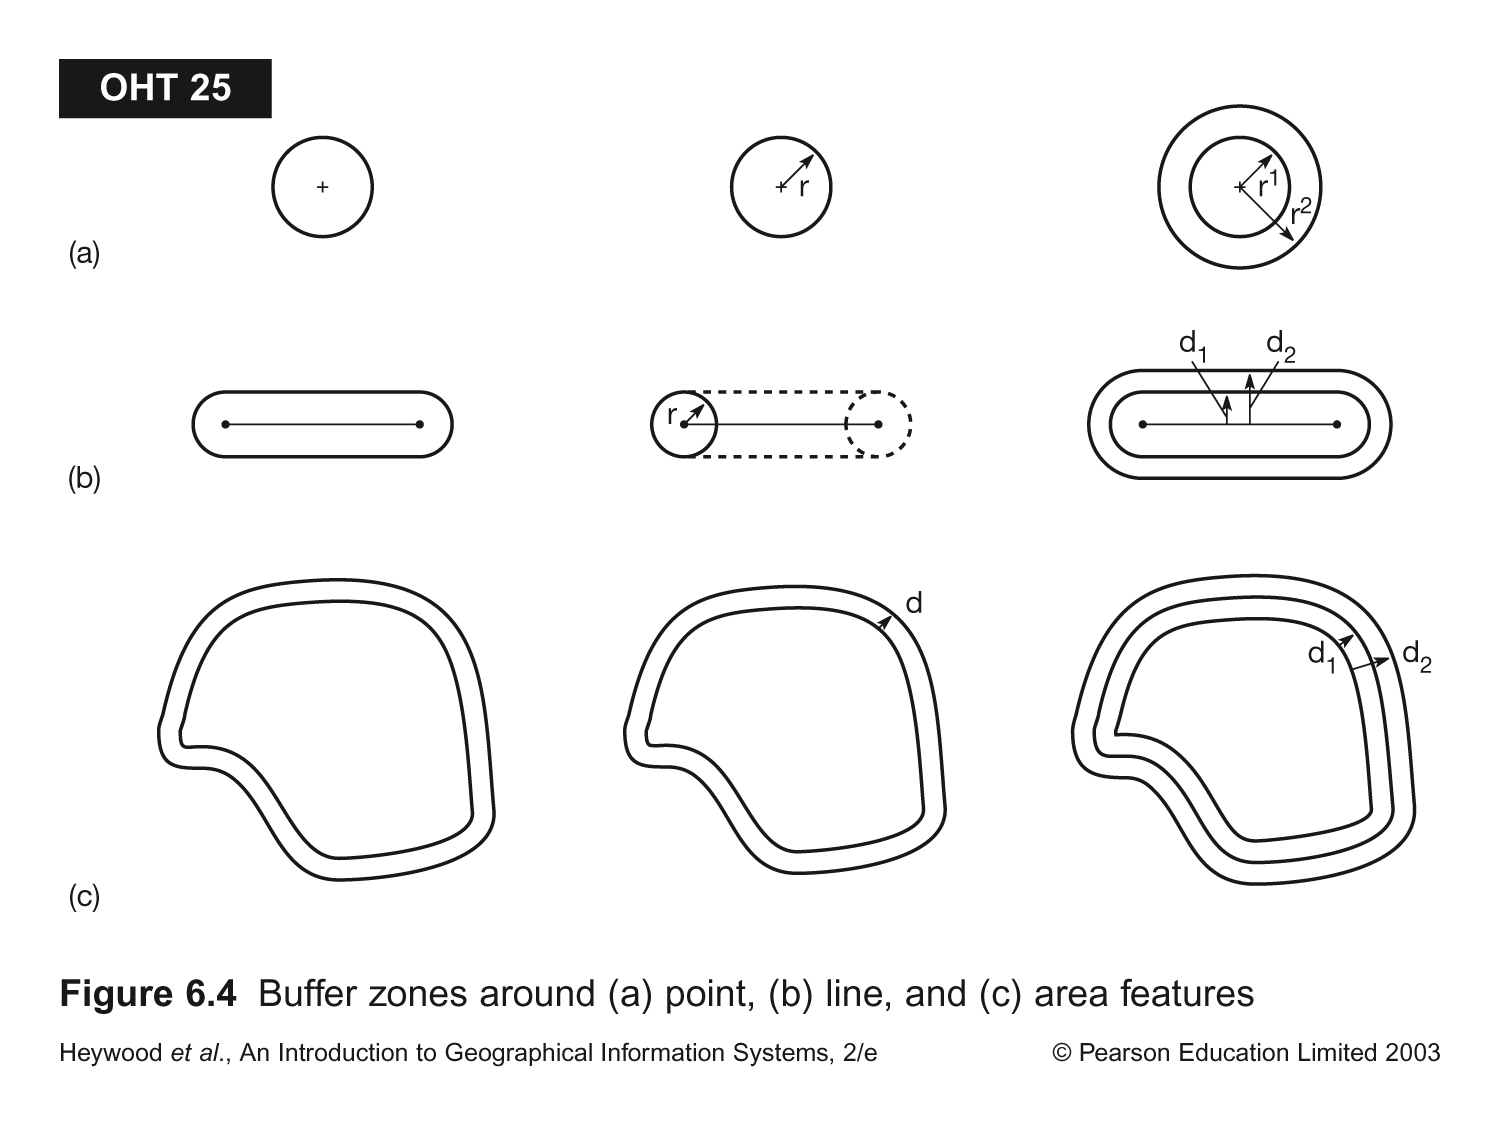 OHT 25
r
r1
r2
(a)
d1
d2
r
(b)
d
d1
d2
(c)
Figure 6.4 Buffer zones around (a) point, (b) line, and (c) area features
Heywood et al., An Introduction to Geographical Information Systems, 2/e
© Pearson Education Limited 2003